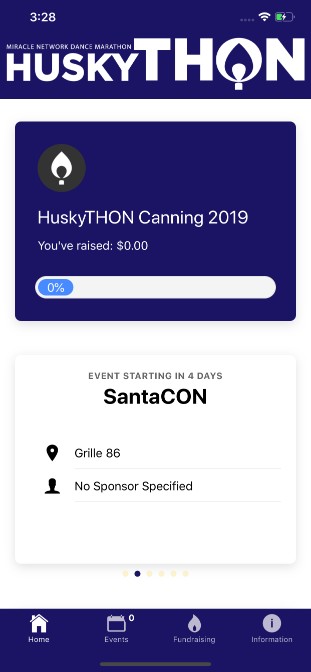 3:28
MIRACLE NETWORK DANCE MARATHON
HUSKYTHON
HuskyTHON Canning 2019
You've raised: $0.00
0%
EVENT STARTING IN 4 DAYS
SantaCON
Grille 86
No Sponsor Specified
0
Home
Events
Fundraising
Information